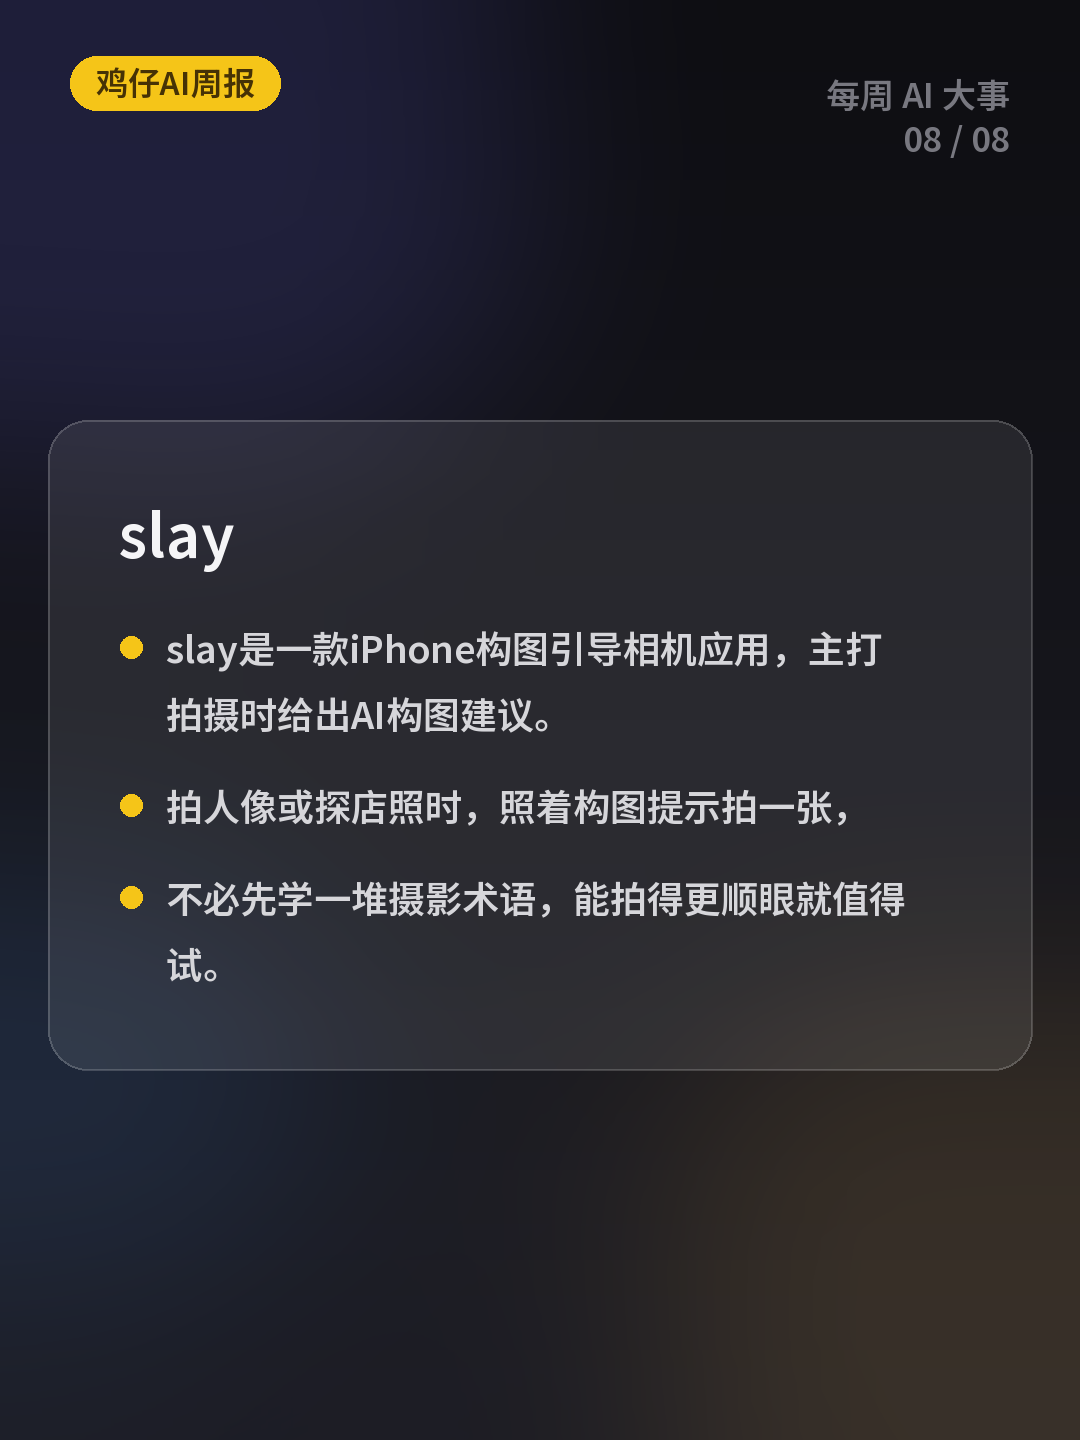 鸡仔AI周报
每周 AI 大事
08 / 08
slay
slay是一款iPhone构图引导相机应用，主打
拍摄时给出AI构图建议。
拍人像或探店照时，照着构图提示拍一张，
不必先学一堆摄影术语，能拍得更顺眼就值得
试。